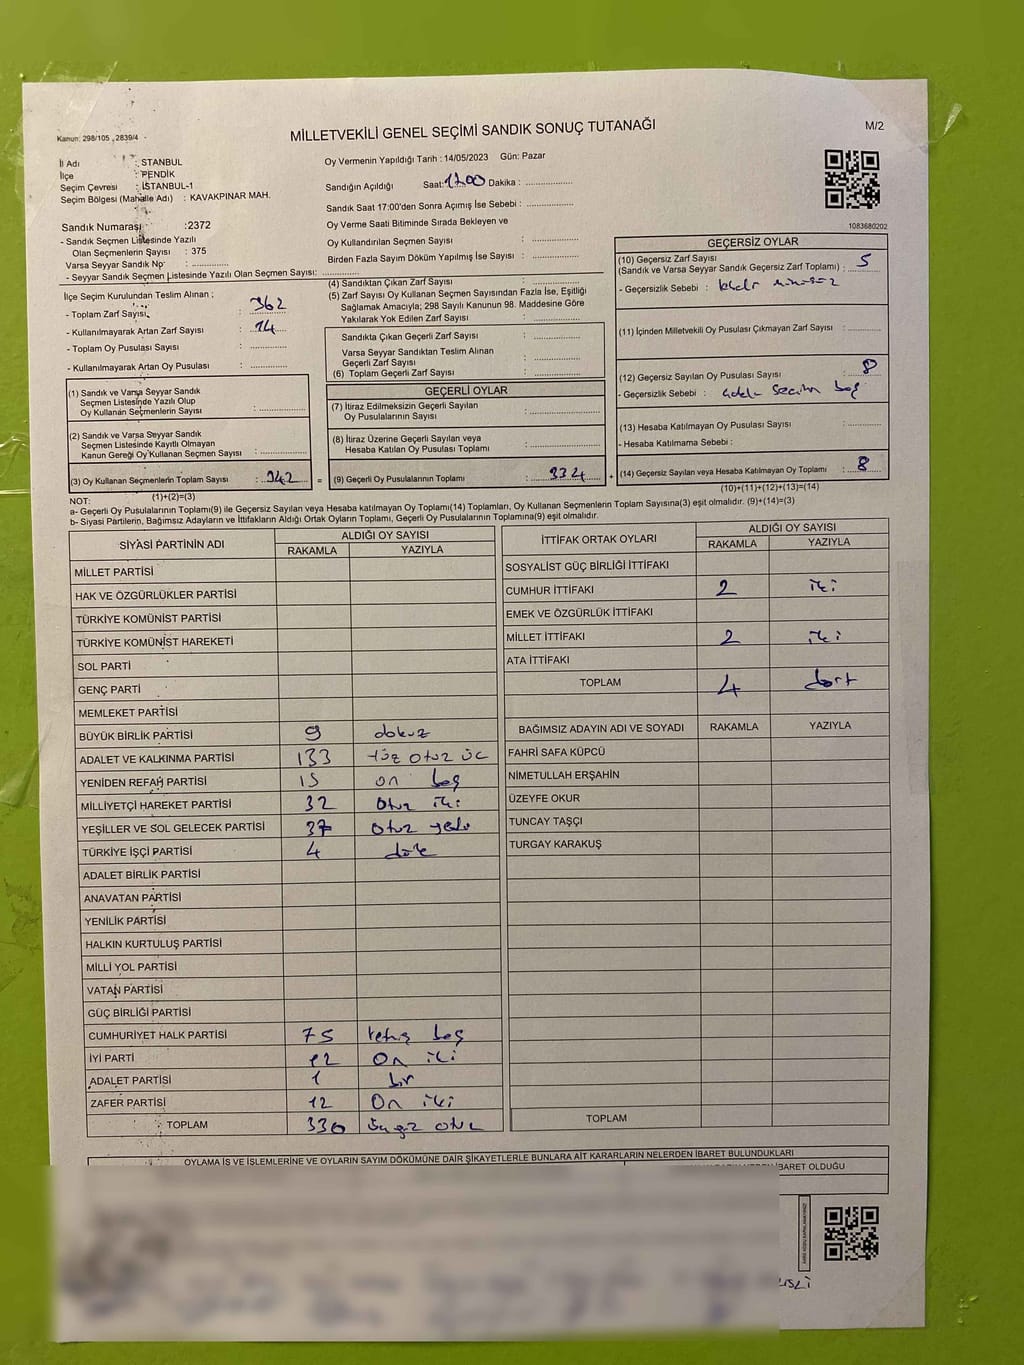 Kanun: 298/105 , 2839/4
MİLLETVEKİLİ GENEL SEÇİMİ SANDIK SONUÇ TUTANAĞI
M/2
İl Adı : STANBUL
İlçe : PENDİK
Seçim Çevresi : İSTANBUL-1
Seçim Bölgesi (Mahalle Adı) : KAVAKPINAR MAH.
Sandık Numarası : 2372
- Sandık Seçmen Listesinde Yazılı
Olan Seçmenlerin Sayısı : 375
Varsa Seyyar Sandık No : ..............
- Seyyar Sandık Seçmen Listesinde Yazılı Olan Seçmen Sayısı: ..............
Oy Vermenin Yapıldığı Tarih : 14/05/2023 Gün: Pazar
Sandığın Açıldığı Saat: 17.00 Dakika : ..............
Sandık Saat 17:00'den Sonra Açımış İse Sebebi : ..............
Oy Verme Saati Bitiminde Sırada Bekleyen ve
Oy Kullandırılan Seçmen Sayısı : ..............
Birden Fazla Sayım Döküm Yapılmış İse Sayısı : ..............
1083680202
İlçe Seçim Kurulundan Teslim Alınan ;
- Toplam Zarf Sayısı : 362
- Kullanılmayarak Artan Zarf Sayısı : 14
- Toplam Oy Pusulası Sayısı : ..............
- Kullanılmayarak Artan Oy Pusulası : ..............
(4) Sandıktan Çıkan Zarf Sayısı : ..............
(5) Zarf Sayısı Oy Kullanan Seçmen Sayısından Fazla İse, Eşitliği
Sağlamak Amacıyla; 298 Sayılı Kanunun 98. Maddesine Göre
Yakılarak Yok Edilen Zarf Sayısı : ..............
Sandıkta Çıkan Geçerli Zarf Sayısı : ..............
Varsa Seyyar Sandıktan Teslim Alınan
Geçerli Zarf Sayısı : ..............
(6) Toplam Geçerli Zarf Sayısı : ..............
GEÇERSİZ OYLAR
(10) Geçersiz Zarf Sayısı
(Sandık ve Varsa Seyyar Sandık Geçersiz Zarf Toplamı) : 5
- Geçersizlik Sebebi :
(11) İçinden Milletvekili Oy Pusulası Çıkmayan Zarf Sayısı : ..............
(12) Geçersiz Sayılan Oy Pusulası Sayısı : 8
- Geçersizlik Sebebi : boş
(13) Hesaba Katılmayan Oy Pusulası Sayısı : ..............
- Hesaba Katılmama Sebebi :
(14) Geçersiz Sayılan veya Hesaba Katılmayan Oy Toplamı : 8
(10)+(11)+(12)+(13)=(14)
(1) Sandık ve Varsa Seyyar Sandık
Seçmen Listesinde Yazılı Olup
Oy Kullanan Seçmenlerin Sayısı : ..............
(2) Sandık ve Varsa Seyyar Sandık
Seçmen Listesinde Kayıtlı Olmayan
Kanun Gereği Oy Kullanan Seçmen Sayısı : ..............
(3) Oy Kullanan Seçmenlerin Toplam Sayısı : 342 =
(1)+(2)=(3)
GEÇERLİ OYLAR
(7) İtiraz Edilmeksizin Geçerli Sayılan
Oy Pusulalarının Sayısı : ..............
(8) İtiraz Üzerine Geçerli Sayılan veya
Hesaba Katılan Oy Pusulası Toplamı : ..............
(9) Geçerli Oy Pusulalarının Toplamı : 334 +
NOT:
a- Geçerli Oy Pusulalarının Toplamı(9) ile Geçersiz Sayılan veya Hesaba katılmayan Oy Toplamı(14) Toplamları, Oy Kullanan Seçmenlerin Toplam Sayısına(3) eşit olmalıdır. (9)+(14)=(3)
b- Siyasi Partilerin, Bağımsız Adayların ve İttifakların Aldığı Ortak Oyların Toplamı, Geçerli Oy Pusulalarının Toplamına(9) eşit olmalıdır.
SİYASİ PARTİNİN ADI ALDIĞI OY SAYISI
RAKAMLA YAZIYLA
MİLLET PARTİSİ
HAK VE ÖZGÜRLÜKLER PARTİSİ
TÜRKİYE KOMÜNİST PARTİSİ
TÜRKİYE KOMÜNİST HAREKETİ
SOL PARTİ
GENÇ PARTİ
MEMLEKET PARTİSİ
BÜYÜK BİRLİK PARTİSİ 9 dokuz
ADALET VE KALKINMA PARTİSİ 133 Yüz otuz üç
YENİDEN REFAH PARTİSİ 15 on beş
MİLLİYETÇİ HAREKET PARTİSİ 32 Otuz iki
YEŞİLLER VE SOL GELECEK PARTİSİ 37 Otuz yedi
TÜRKİYE İŞÇİ PARTİSİ 4
ADALET BİRLİK PARTİSİ
ANAVATAN PARTİSİ
YENİLİK PARTİSİ
HALKIN KURTULUŞ PARTİSİ
MİLLİ YOL PARTİSİ
VATAN PARTİSİ
GÜÇ BİRLİĞİ PARTİSİ
CUMHURİYET HALK PARTİSİ 75 Yetmiş beş
İYİ PARTİ 12 On iki
ADALET PARTİSİ 1 bir
ZAFER PARTİSİ 12 On iki
TOPLAM 330 üçyüz otuz
İTTİFAK ORTAK OYLARI ALDIĞI OY SAYISI
RAKAMLA YAZIYLA
SOSYALİST GÜÇ BİRLİĞİ İTTİFAKI
CUMHUR İTTİFAKI 2 iki
EMEK VE ÖZGÜRLÜK İTTİFAKI
MİLLET İTTİFAKI 2 iki
ATA İTTİFAKI
TOPLAM 4 dört
BAĞIMSIZ ADAYIN ADI VE SOYADI RAKAMLA YAZIYLA
FAHRİ SAFA KÜPCÜ
NİMETULLAH ERŞAHİN
ÜZEYFE OKUR
TUNCAY TAŞÇI
TURGAY KARAKUŞ
TOPLAM
OYLAMA İŞ VE İŞLEMLERİNE VE OYLARIN SAYIM DÖKÜMÜNE DAİR ŞİKAYETLERLE BUNLARA AİT KARARLARIN NELERDEN İBARET BULUNDUKLARI
İBARET OLDUĞU